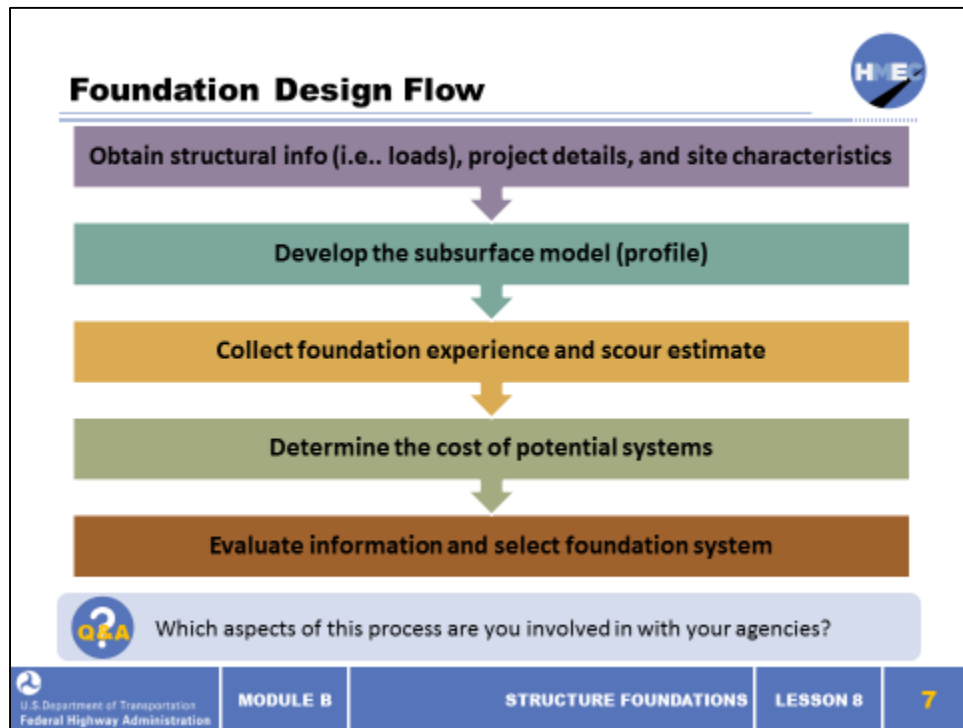 Foundation Design Flow
HMEC
Obtain structural info (i.e.. loads), project details, and site characteristics
Develop the subsurface model (profile)
Collect foundation experience and scour estimate
Determine the cost of potential systems
Evaluate information and select foundation system
?
Q&A
Which aspects of this process are you involved in with your agencies?
U.S.Department of Transportation
Federal Highway Administration
MODULE B
STRUCTURE FOUNDATIONS
LESSON 8
7